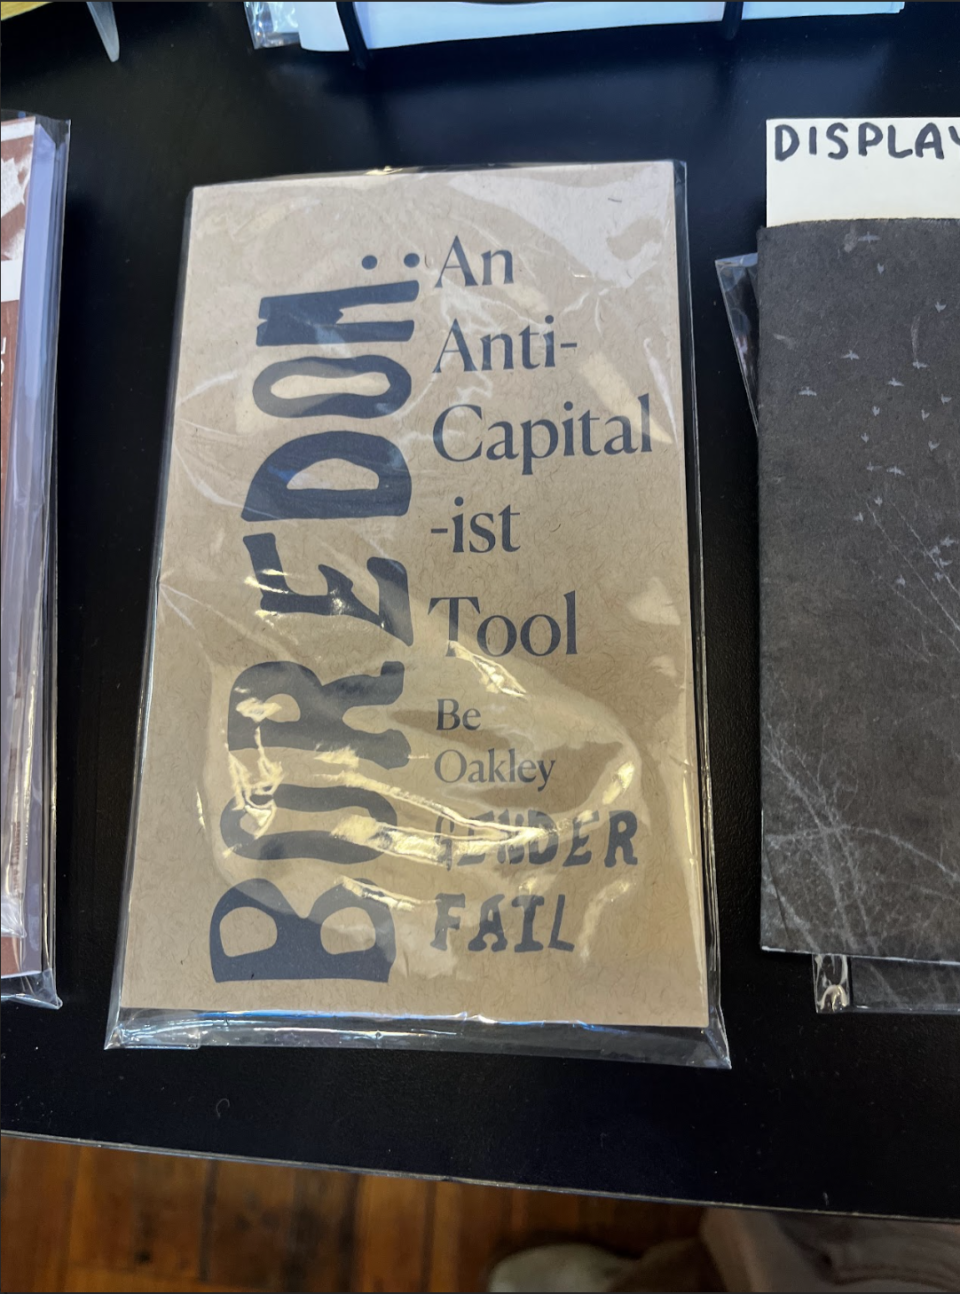 BOREDOM:
An
Anti-
Capital
-ist
Tool
Be
Oakley
GENDER
FAIL
DISPLAY